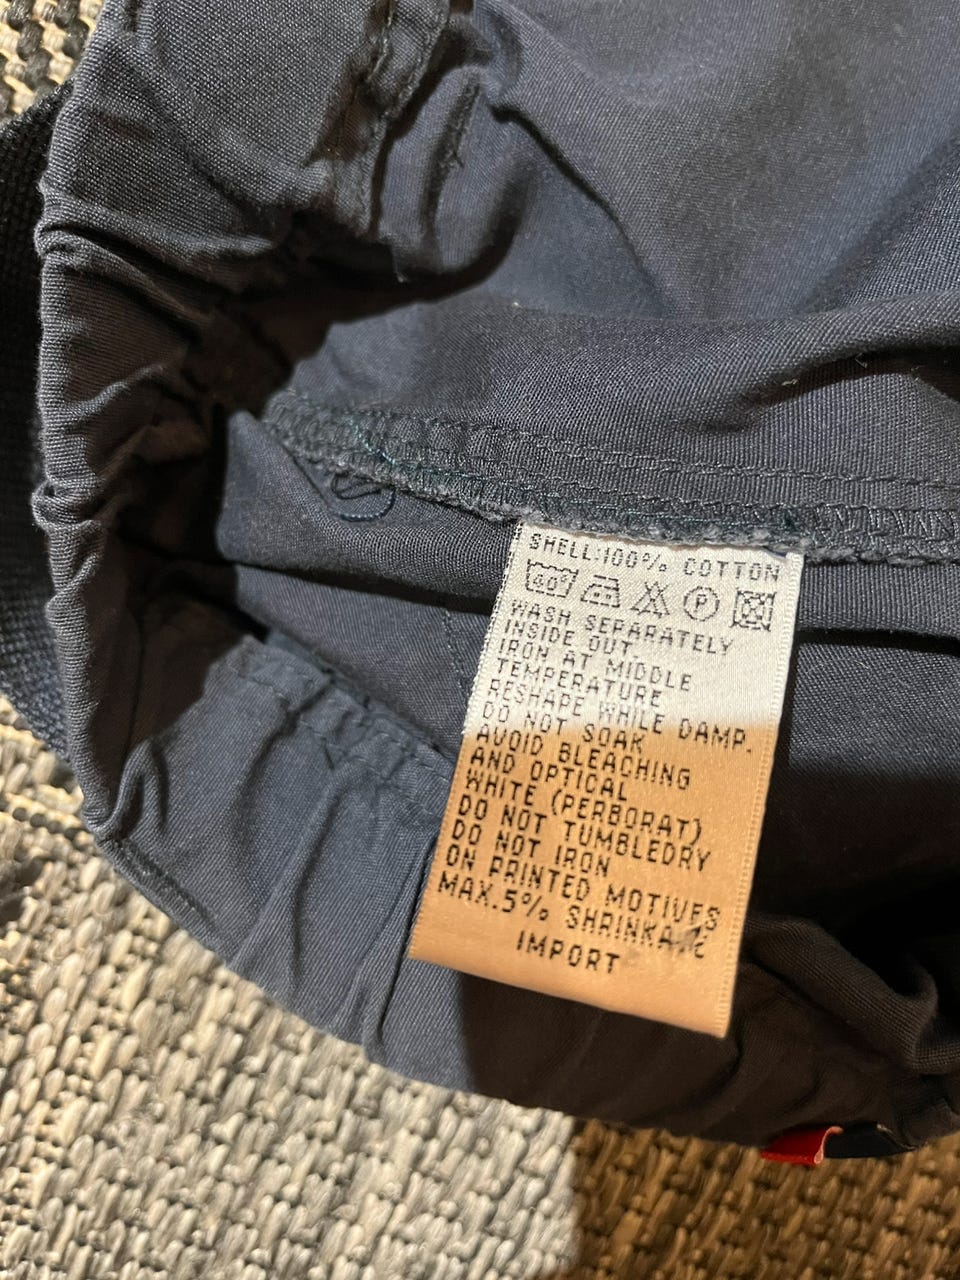 SHELL:100% COTTON
40° P
WASH SEPARATELY
INSIDE OUT
IRON AT MIDDLE
TEMPERATURE
RESHAPE WHILE DAMP.
DO NOT SOAK
AVOID BLEACHING
AND OPTICAL
WHITE (PERBORAT)
DO NOT TUMBLEDRY
DO NOT IRON
ON PRINTED MOTIVES
MAX.5% SHRINKAGE
IMPORT